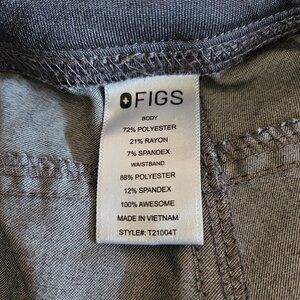 FIGS
BODY
72% POLYESTER
21% RAYON
7% SPANDEX
WAISTBAND
88% POLYESTER
12% SPANDEX
100% AWESOME
MADE IN VIETNAM
STYLE#: T21004T